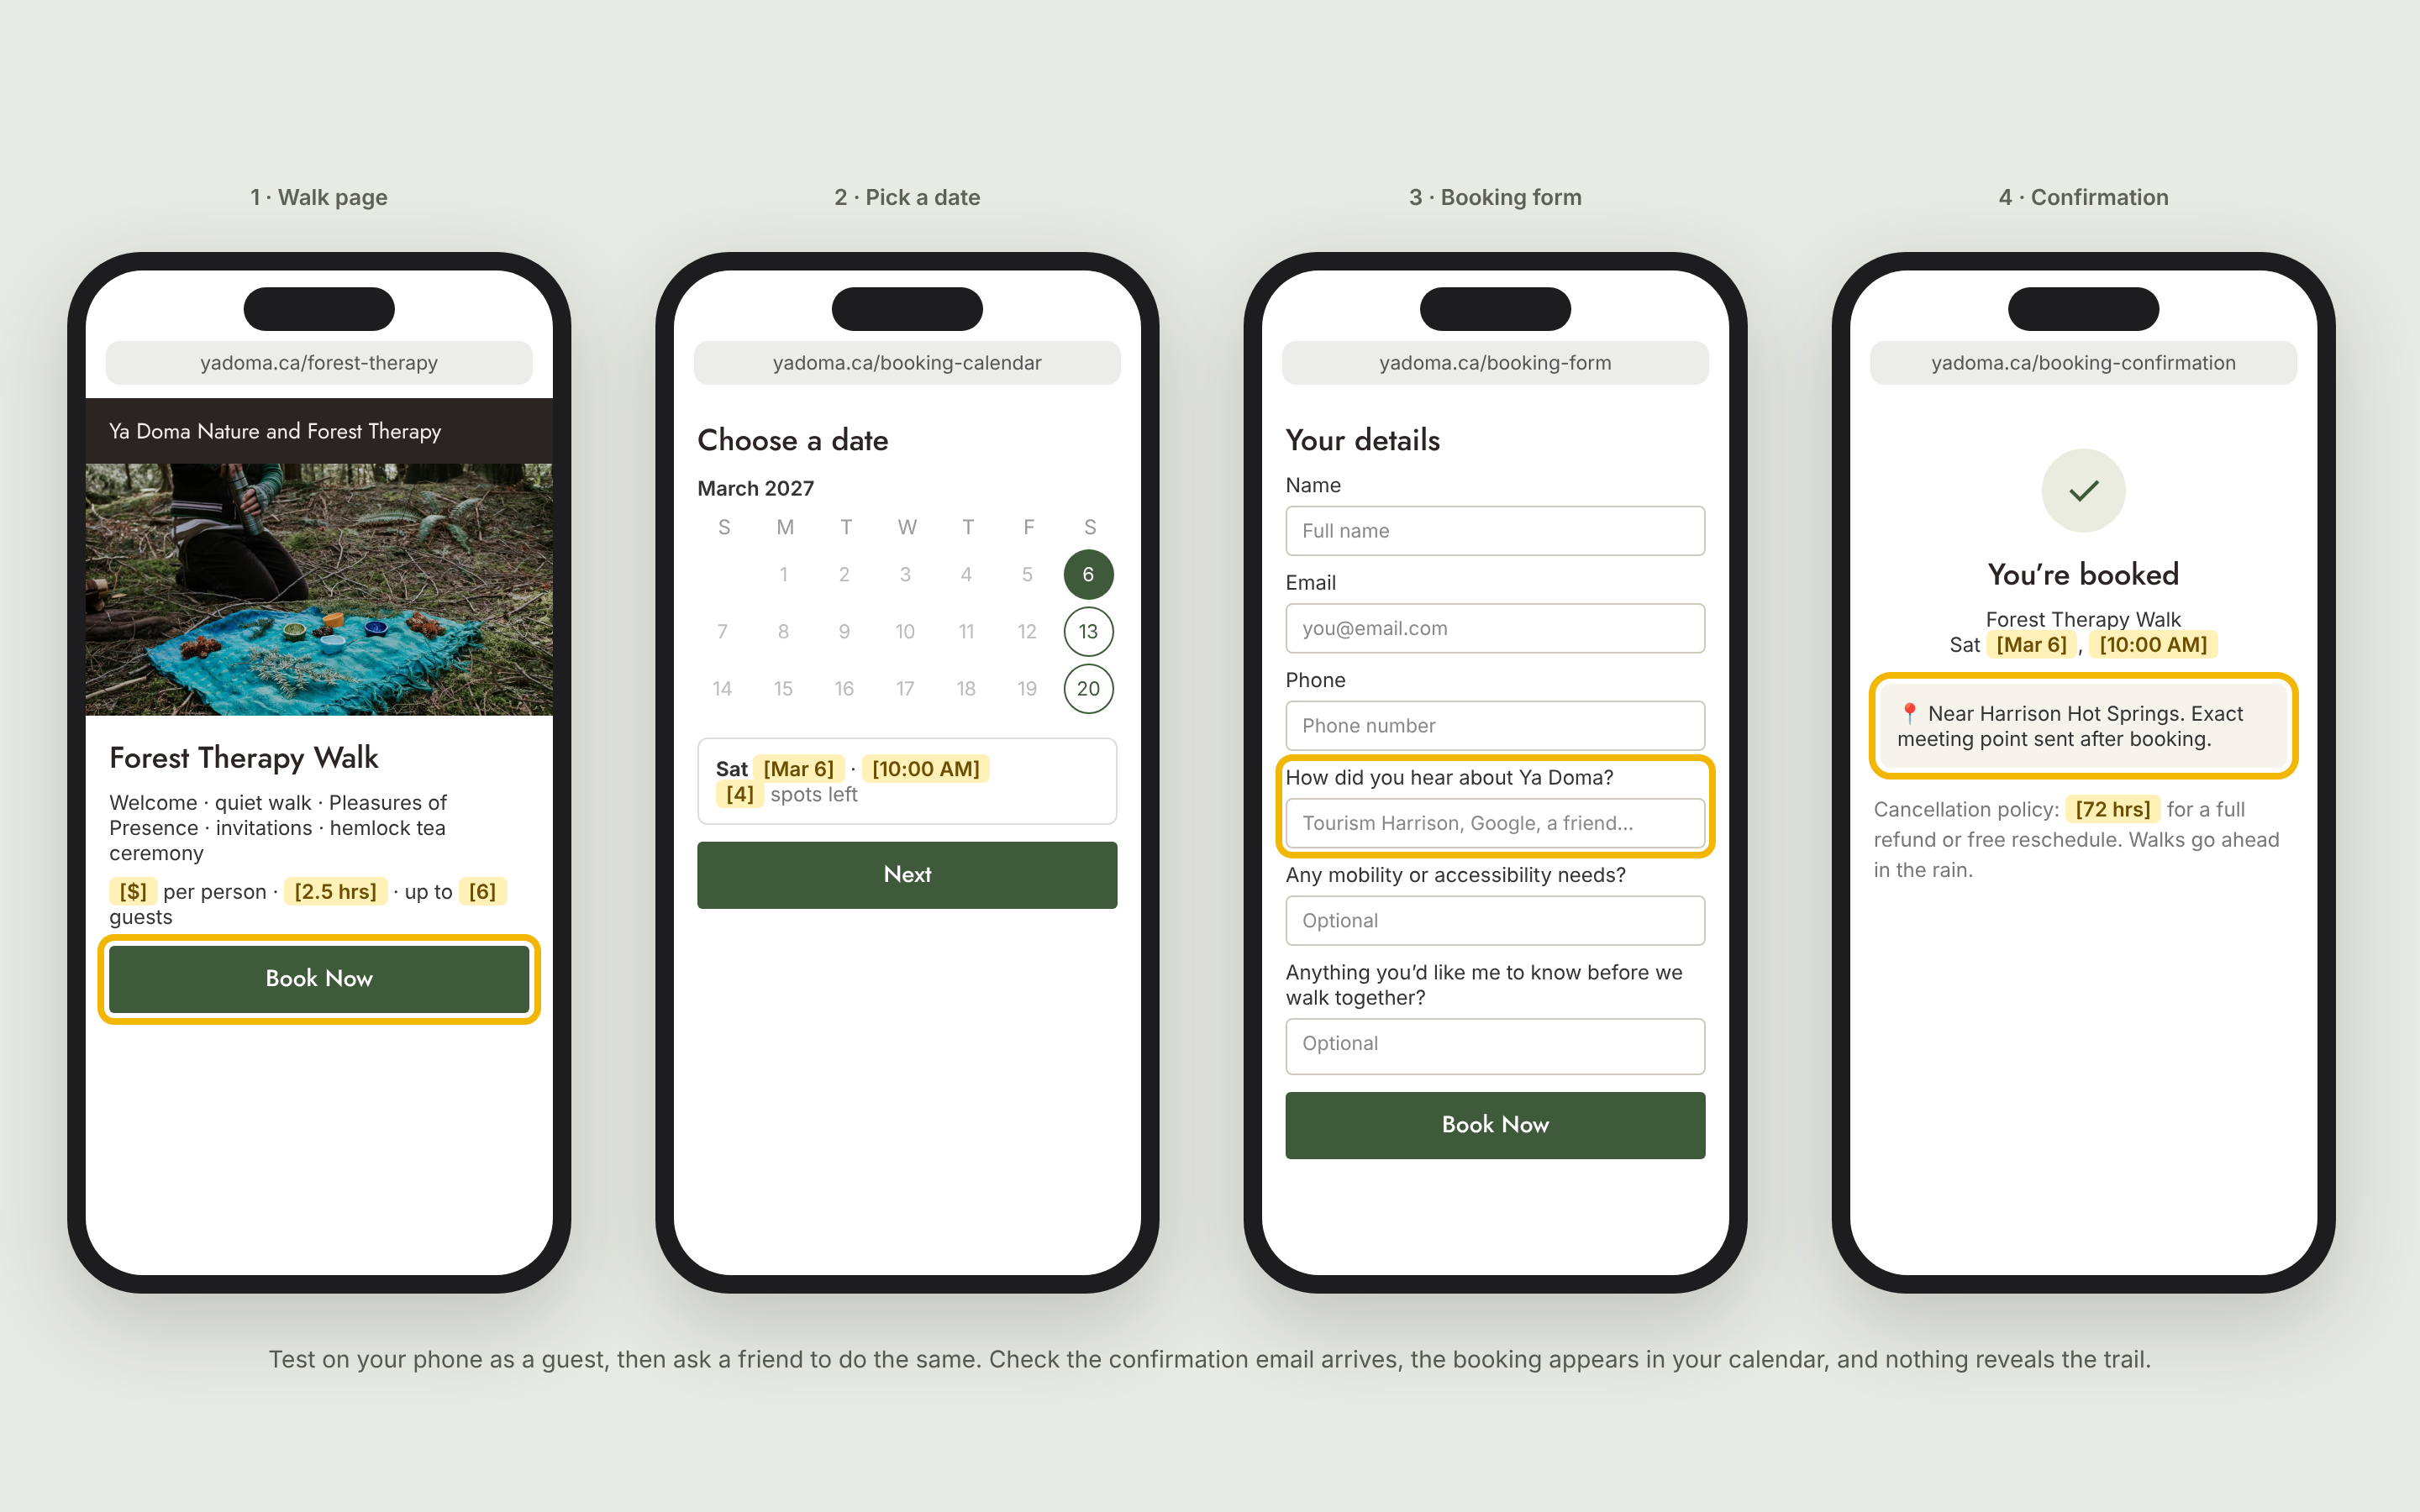 1 · Walk page
yadoma.ca/forest-therapy
Ya Doma Nature and Forest Therapy
Forest Therapy Walk
Welcome · quiet walk · Pleasures of
Presence · invitations · hemlock tea
ceremony
[$] per person · [2.5 hrs] · up to [6]
guests
Book Now
2 · Pick a date
yadoma.ca/booking-calendar
Choose a date
March 2027
S M T W T F S
1 2 3 4 5 6
7 8 9 10 11 12 13
14 15 16 17 18 19 20
Sat [Mar 6] · [10:00 AM]
[4] spots left
Next
3 · Booking form
yadoma.ca/booking-form
Your details
Name
Full name
Email
you@email.com
Phone
Phone number
How did you hear about Ya Doma?
Tourism Harrison, Google, a friend...
Any mobility or accessibility needs?
Optional
Anything you’d like me to know before we
walk together?
Optional
Book Now
4 · Confirmation
yadoma.ca/booking-confirmation
You’re booked
Forest Therapy Walk
Sat [Mar 6] , [10:00 AM]
📍 Near Harrison Hot Springs. Exact
meeting point sent after booking.
Cancellation policy: [72 hrs] for a full
refund or free reschedule. Walks go ahead
in the rain.
Test on your phone as a guest, then ask a friend to do the same. Check the confirmation email arrives, the booking appears in your calendar, and nothing reveals the trail.